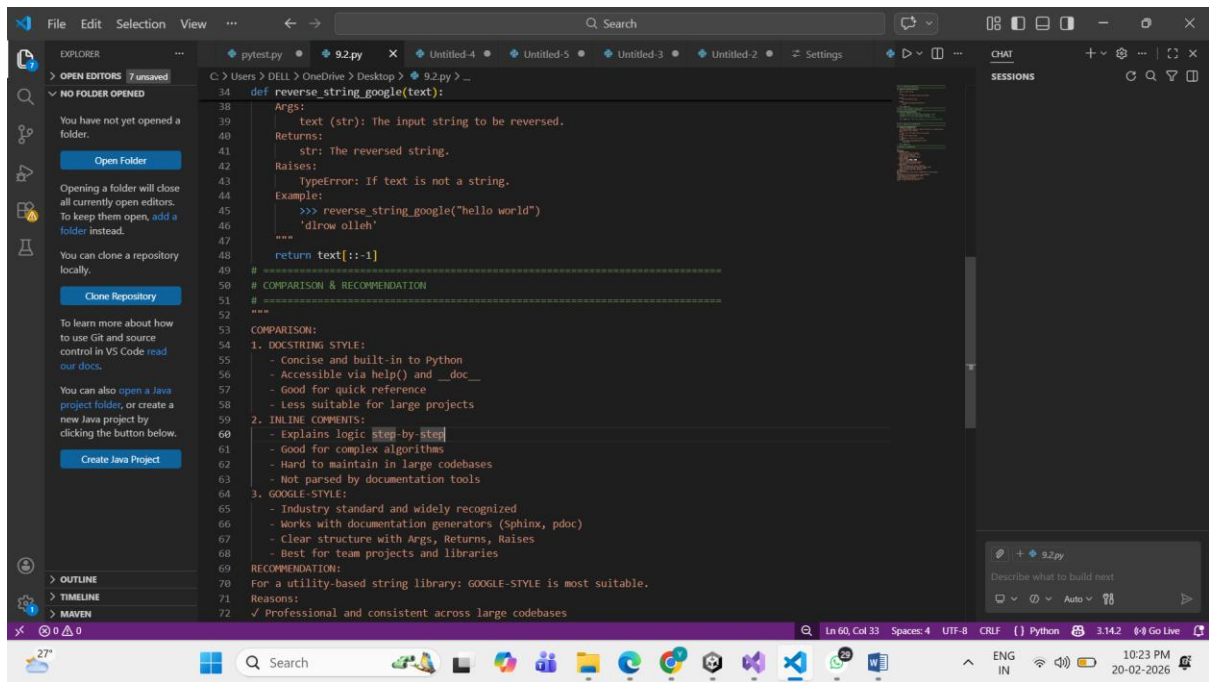 File Edit Selection View ... Search
EXPLORER ...
OPEN EDITORS 7 unsaved
NO FOLDER OPENED
You have not yet opened a
folder.
Open Folder
Opening a folder will close
all currently open editors.
To keep them open, add a
folder instead.
You can clone a repository
locally.
Clone Repository
To learn more about how
to use Git and source
control in VS Code read
our docs.
You can also open a Java
project folder, or create a
new Java project by
clicking the button below.
Create Java Project
OUTLINE
TIMELINE
MAVEN
pytest.py 9.2.py Untitled-4 Untitled-5 Untitled-3 Untitled-2 Settings
C: > Users > DELL > OneDrive > Desktop > 9.2.py > ...
34 def reverse_string_google(text):
38 Args:
39 text (str): The input string to be reversed.
40 Returns:
41 str: The reversed string.
42 Raises:
43 TypeError: If text is not a string.
44 Example:
45 >>> reverse_string_google("hello world")
46 'dlrow olleh'
47 """
48 return text[::-1]
49 # ============================================================================
50 # COMPARISON & RECOMMENDATION
51 # ============================================================================
52 """
53 COMPARISON:
54 1. DOCSTRING STYLE:
55 - Concise and built-in to Python
56 - Accessible via help() and __doc__
57 - Good for quick reference
58 - Less suitable for large projects
59 2. INLINE COMMENTS:
60 - Explains logic step-by-step
61 - Good for complex algorithms
62 - Hard to maintain in large codebases
63 - Not parsed by documentation tools
64 3. GOOGLE-STYLE:
65 - Industry standard and widely recognized
66 - Works with documentation generators (Sphinx, pdoc)
67 - Clear structure with Args, Returns, Raises
68 - Best for team projects and libraries
69 RECOMMENDATION:
70 For a utility-based string library: GOOGLE-STYLE is most suitable.
71 Reasons:
72 ✓ Professional and consistent across large codebases
CHAT
SESSIONS
9.2.py
Describe what to build next
Auto
0 0 Ln 60, Col 33 Spaces: 4 UTF-8 CRLF { } Python 3.14.2 Go Live
27°
Search
29
ENG
IN
10:23 PM
20-02-2026